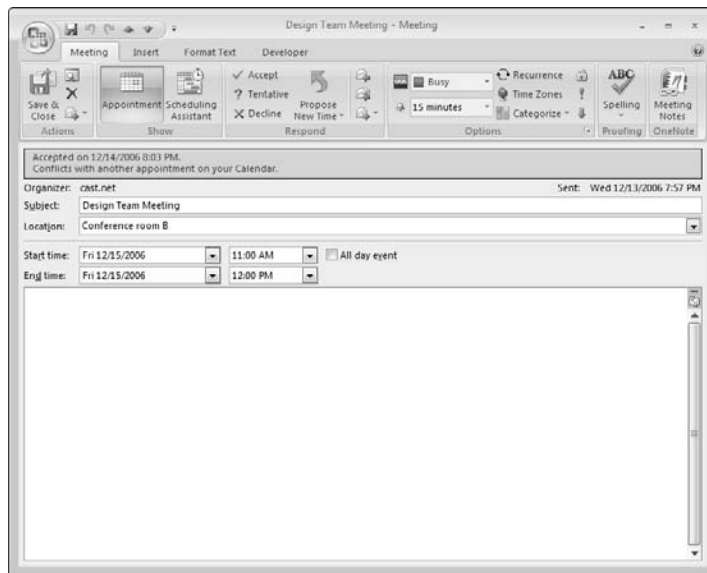 Design Team Meeting - Meeting
Meeting Insert Format Text Developer
Save & Close
Actions
Appointment Scheduling Assistant
Show
Accept
? Tentative
Decline
Propose New Time
Respond
Busy
15 minutes
Recurrence
Time Zones
Categorize
Options
ABC
Spelling
Proofing
Meeting Notes
OneNote
Accepted on 12/14/2006 8:03 PM.
Conflicts with another appointment on your Calendar.
Organizer: cast.net Sent: Wed 12/13/2006 7:57 PM
Subject: Design Team Meeting
Location: Conference room B
Start time: Fri 12/15/2006 11:00 AM All day event
End time: Fri 12/15/2006 12:00 PM